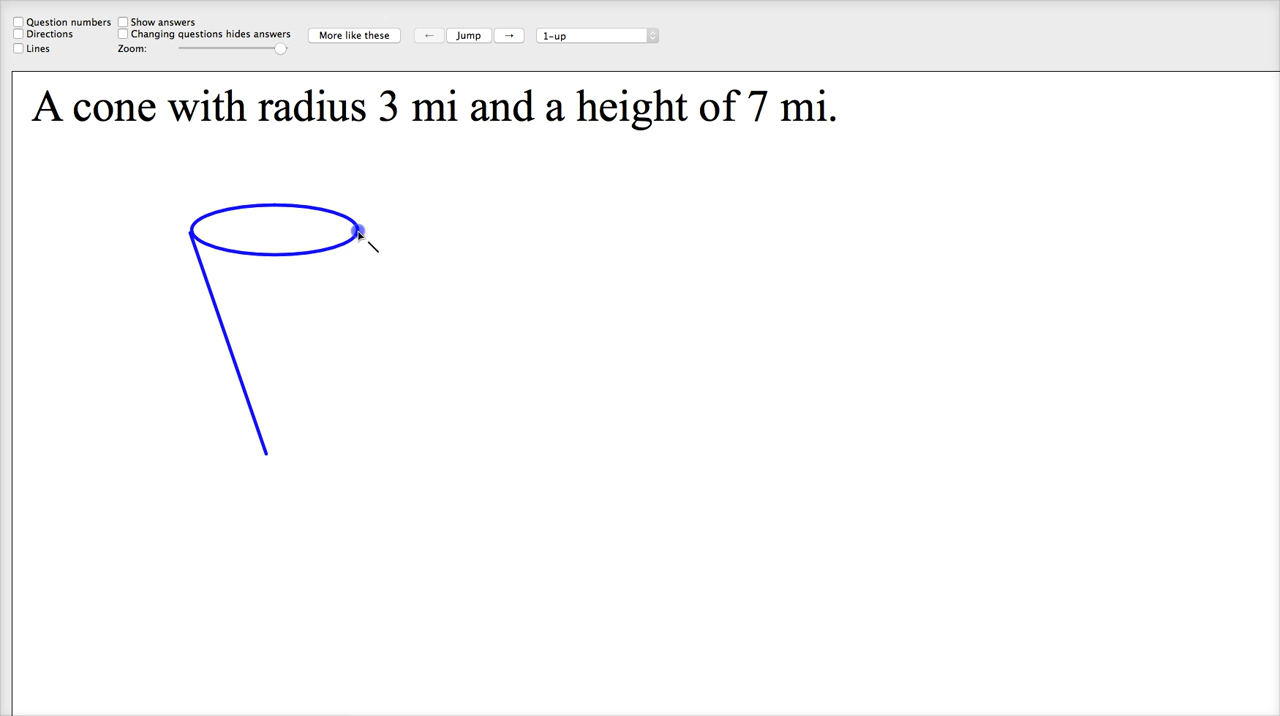 Question numbers
Show answers
Directions
Changing questions hides answers
Lines
Zoom:
More like these
←
Jump
→
1-up
A cone with radius 3 mi and a height of 7 mi.